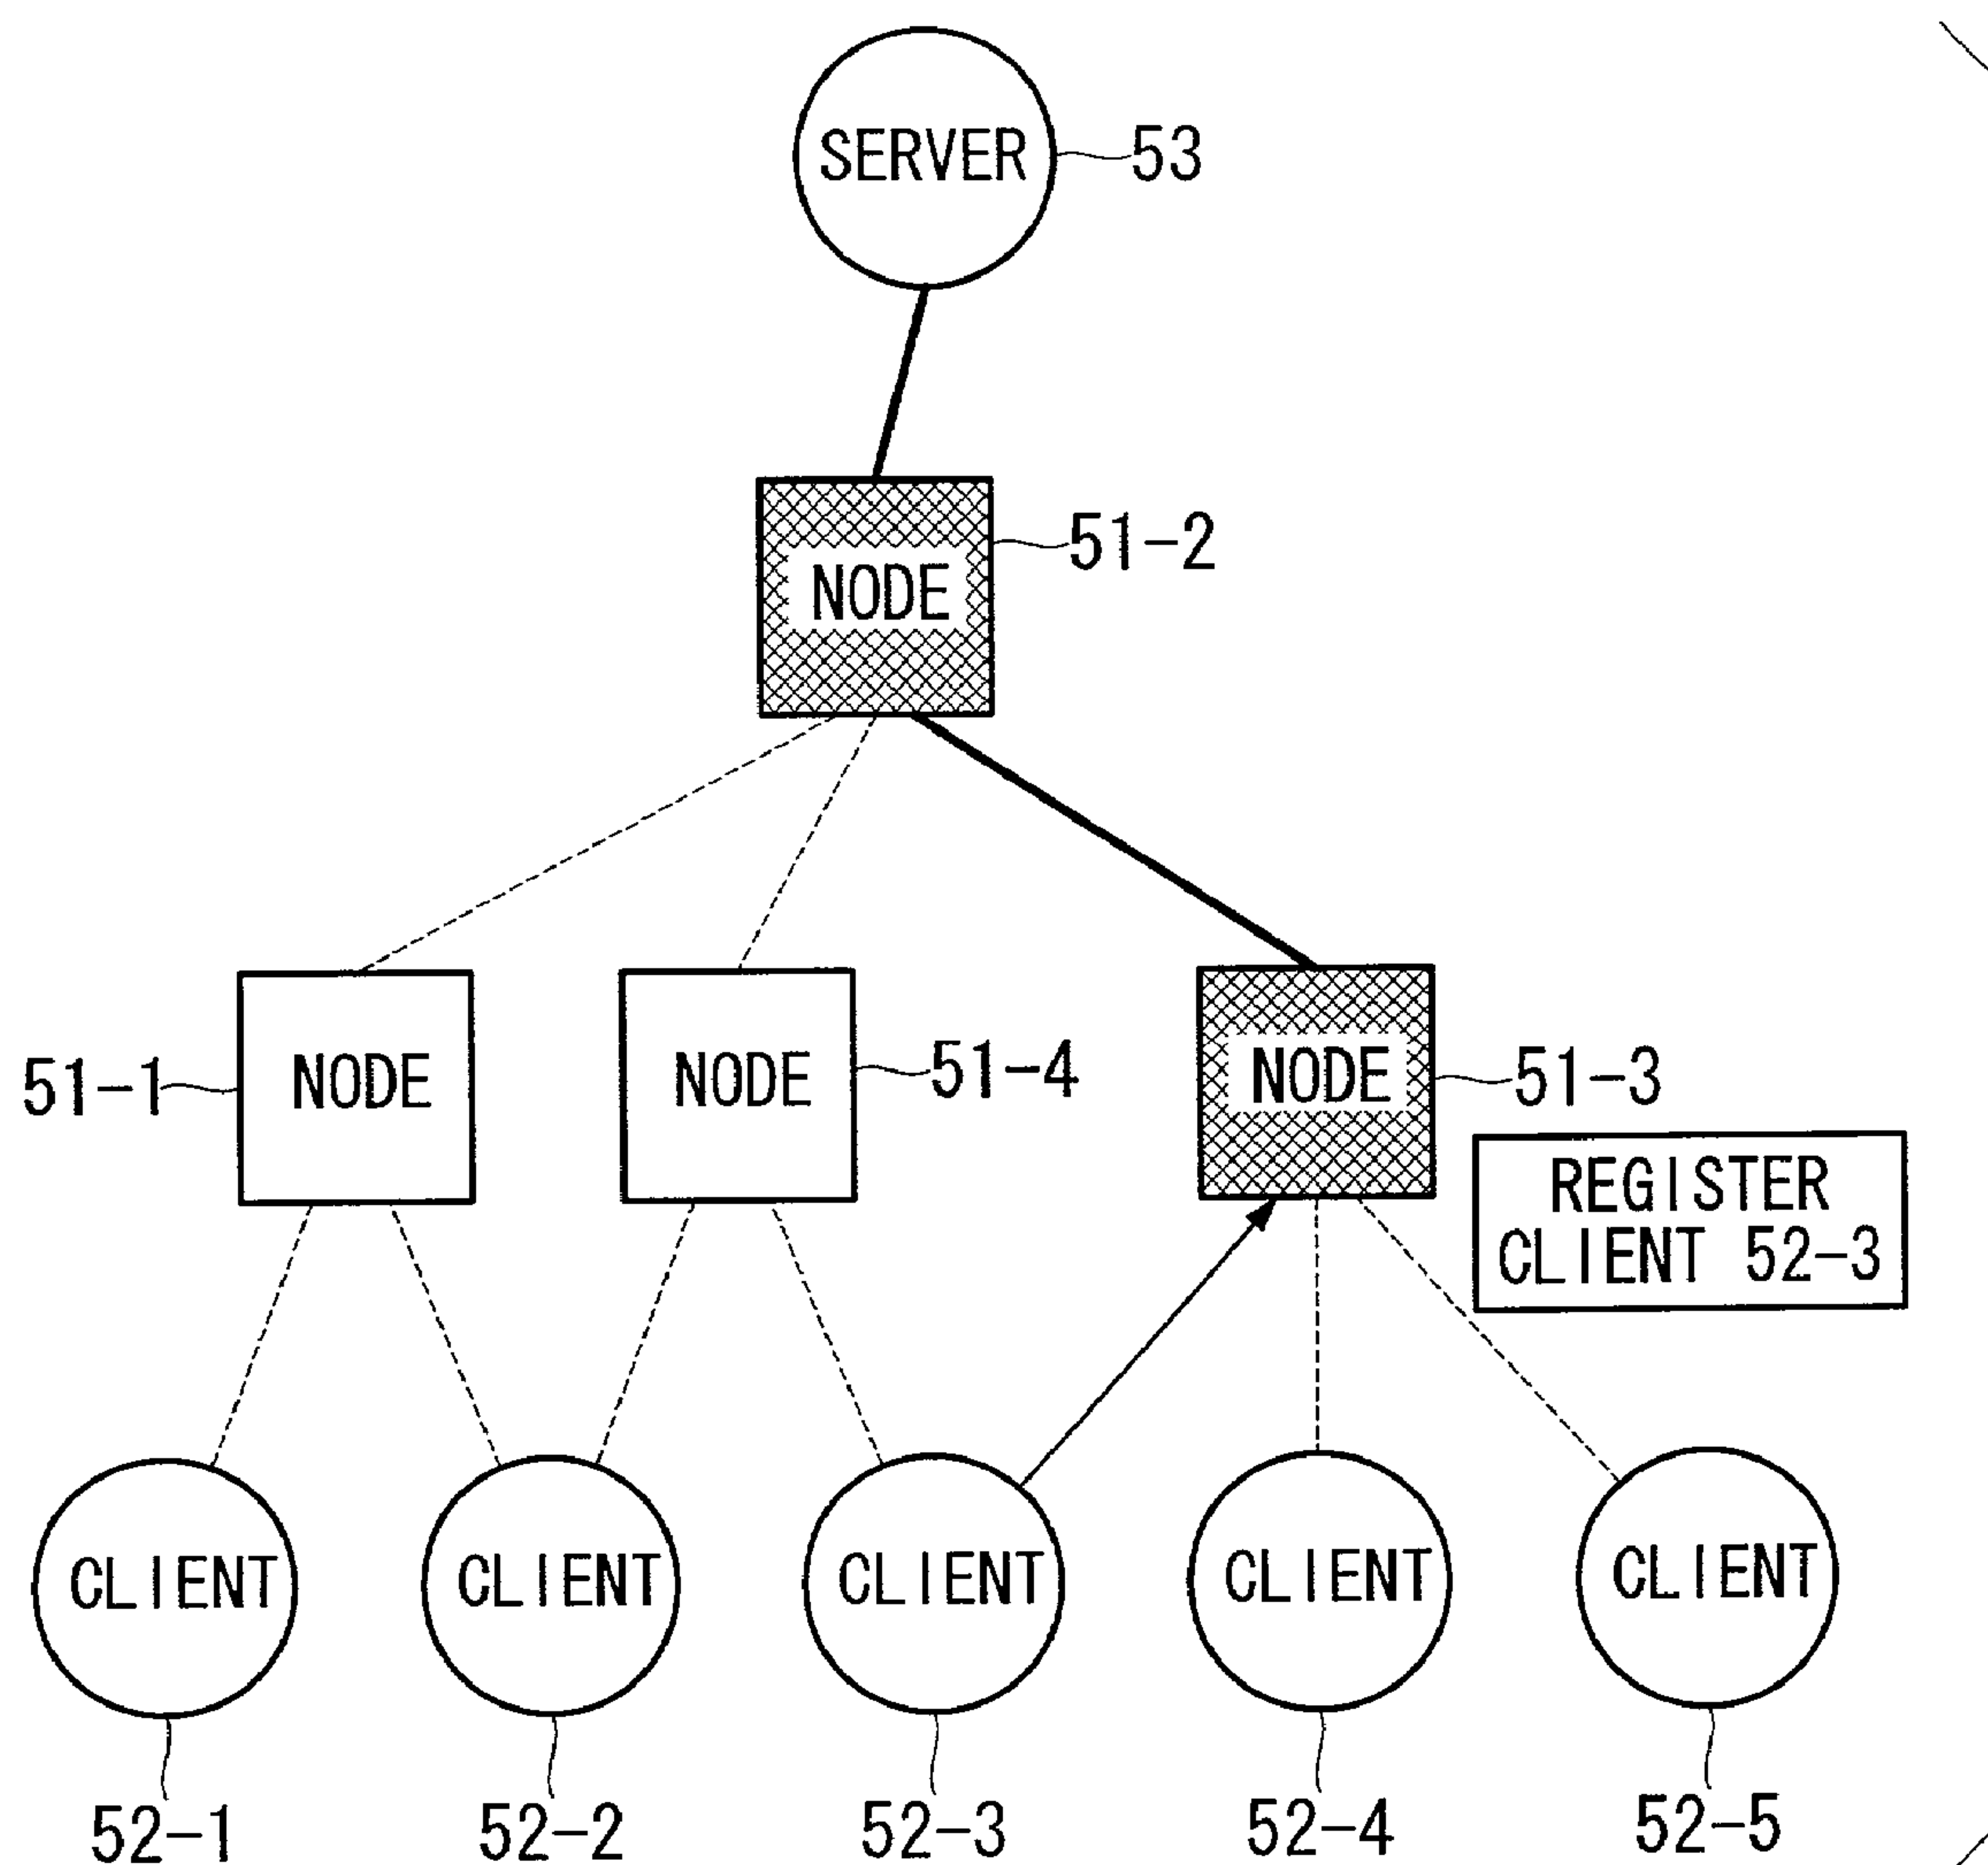 SERVER
53
NODE
51-2
NODE
51-1
NODE
51-4
NODE
51-3
REGISTER
CLIENT 52-3
CLIENT
CLIENT
CLIENT
CLIENT
CLIENT
52-1
52-2
52-3
52-4
52-5